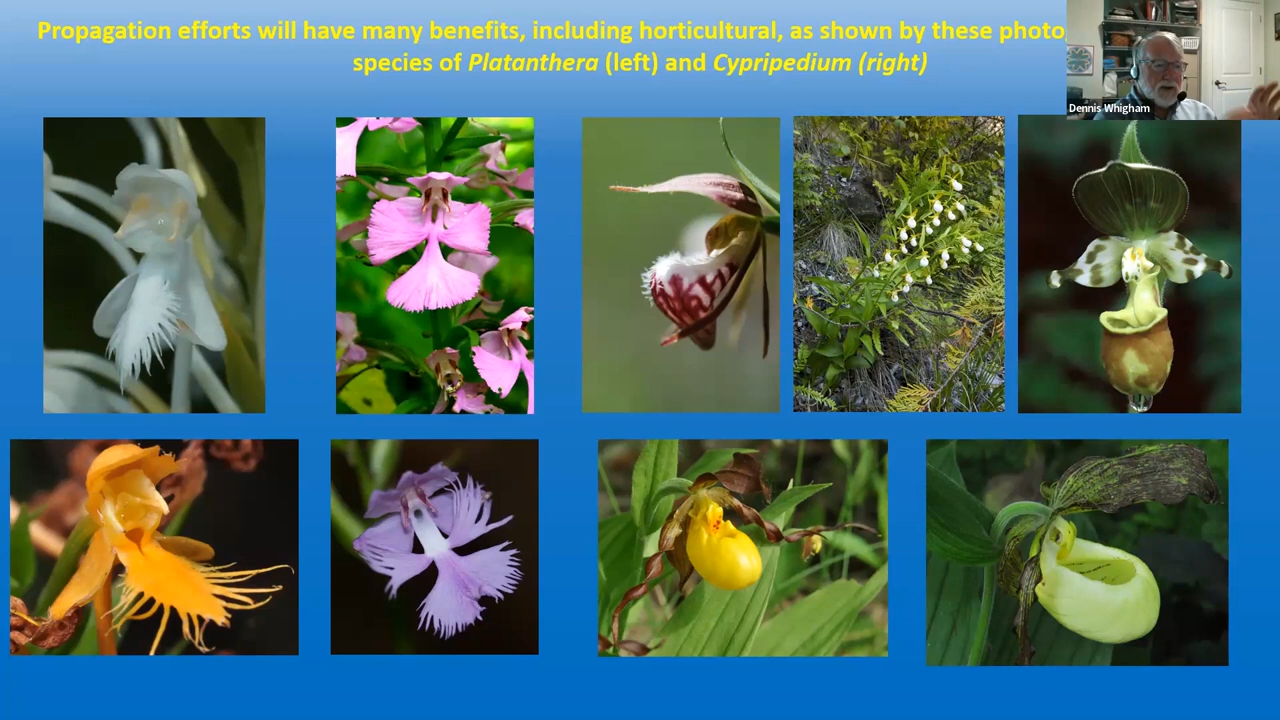 Propagation efforts will have many benefits, including horticultural, as shown by these photo
species of Platanthera (left) and Cypripedium (right)
Dennis Whigham